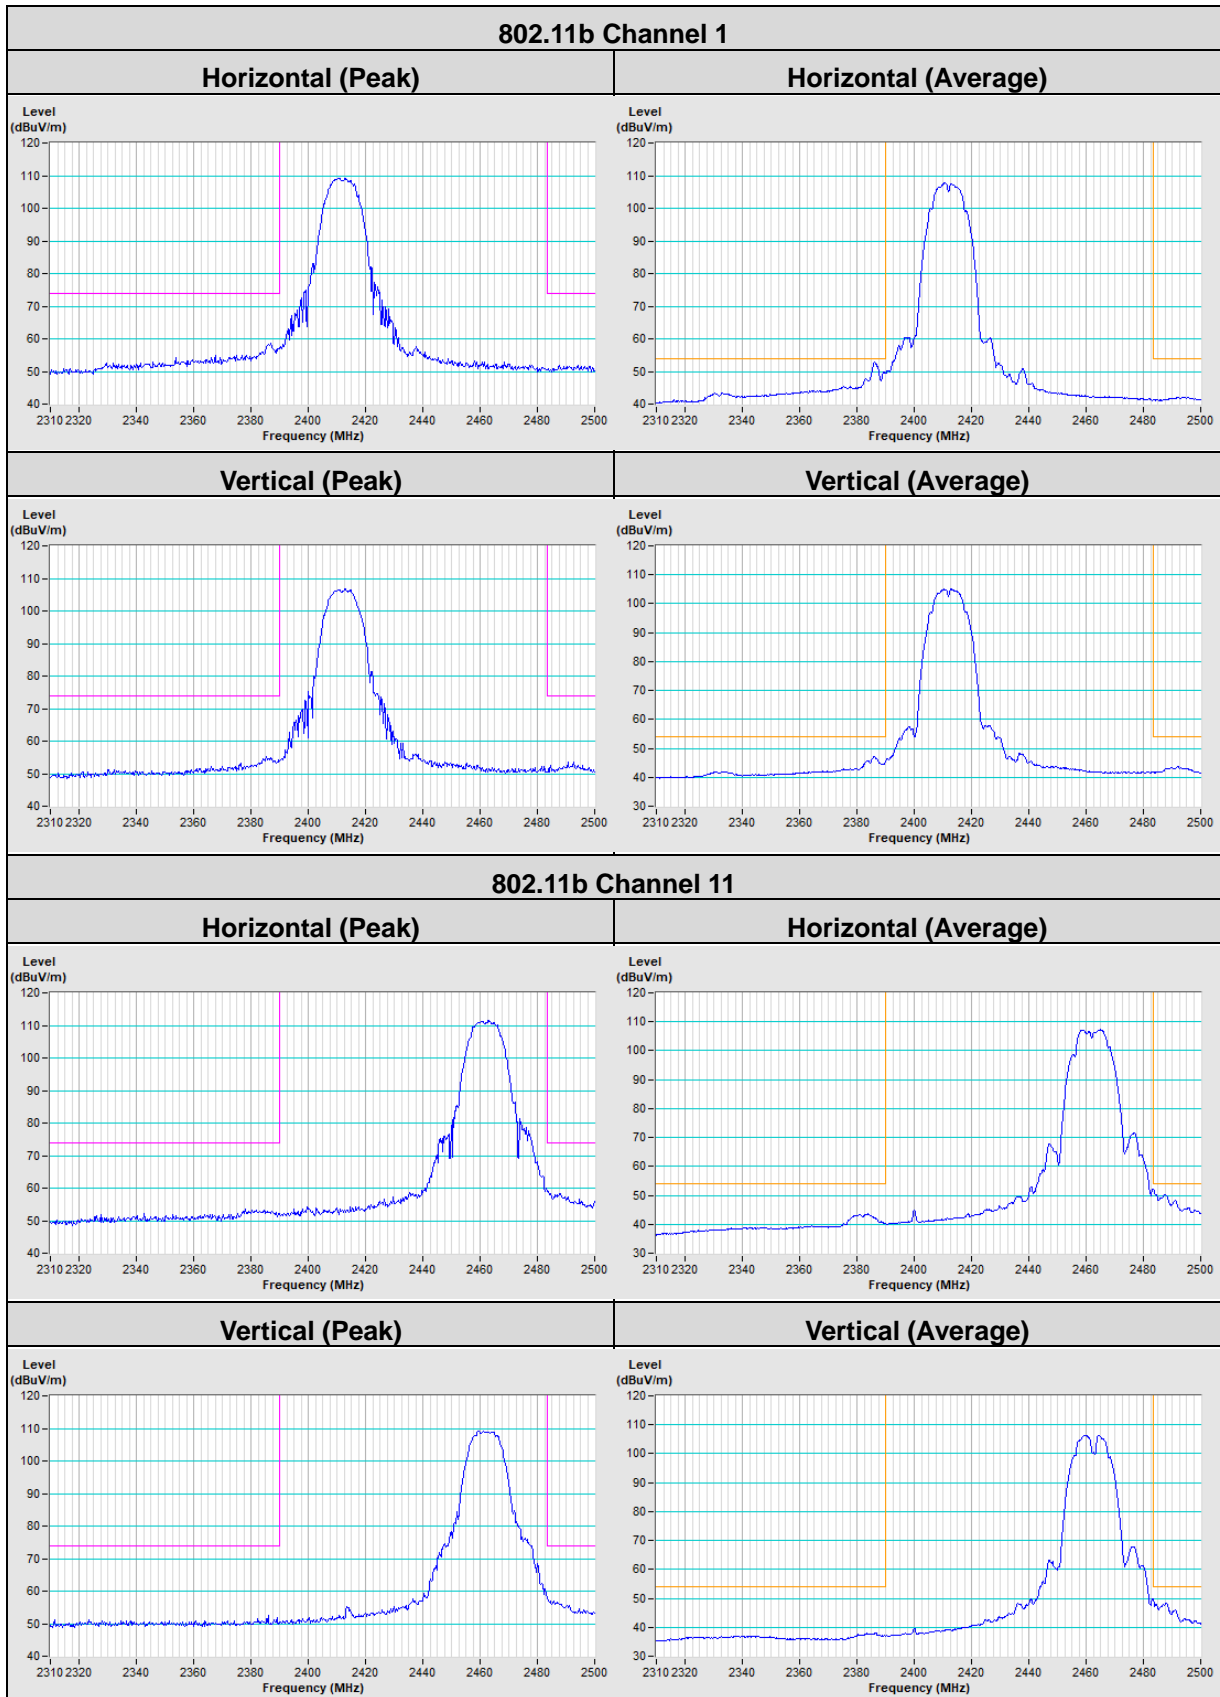 802.11b Channel 1
Horizontal (Peak) Horizontal (Average)
Level Level
(dBuV/m) (dBuV/m)
120 120
110 110
100 100
90 90
80 80
70 70
60 60
50 50
40 40
2310 2320 2340 2360 2380 2400 2420 2440 2460 2480 2500 2310 2320 2340 2360 2380 2400 2420 2440 2460 2480 2500
Frequency (MHz) Frequency (MHz)
Vertical (Peak) Vertical (Average)
Level Level
(dBuV/m) (dBuV/m)
120 120
110 110
100 100
90 90
80 80
70 70
60 60
50 50
40 40
30
2310 2320 2340 2360 2380 2400 2420 2440 2460 2480 2500 2310 2320 2340 2360 2380 2400 2420 2440 2460 2480 2500
Frequency (MHz) Frequency (MHz)
802.11b Channel 11
Horizontal (Peak) Horizontal (Average)
Level Level
(dBuV/m) (dBuV/m)
120 120
110 110
100 100
90 90
80 80
70 70
60 60
50 50
40 40
30
2310 2320 2340 2360 2380 2400 2420 2440 2460 2480 2500 2310 2320 2340 2360 2380 2400 2420 2440 2460 2480 2500
Frequency (MHz) Frequency (MHz)
Vertical (Peak) Vertical (Average)
Level Level
(dBuV/m) (dBuV/m)
120 120
110 110
100 100
90 90
80 80
70 70
60 60
50 50
40 40
30
2310 2320 2340 2360 2380 2400 2420 2440 2460 2480 2500 2310 2320 2340 2360 2380 2400 2420 2440 2460 2480 2500
Frequency (MHz) Frequency (MHz)